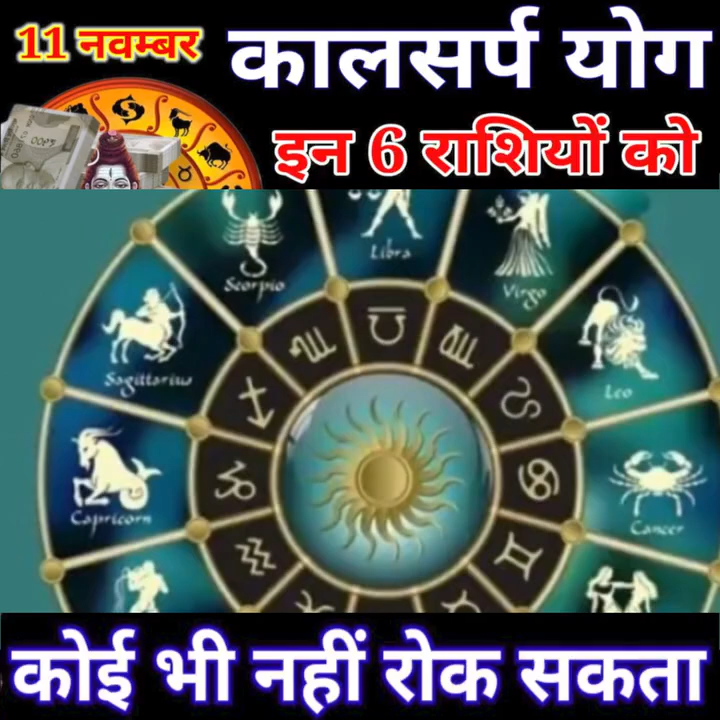 11 नवम्बर कालसर्प योग
इन 6 राशियों को
Libra
Scorpio
Virgo
Sagittarius
Leo
Capricorn
Cancer
कोई भी नहीं रोक सकता